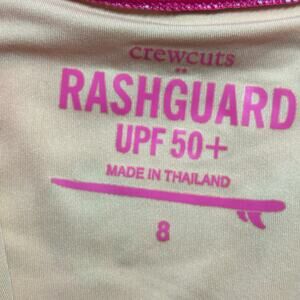 crewcuts
RASHGUARD
UPF 50+
MADE IN THAILAND
8